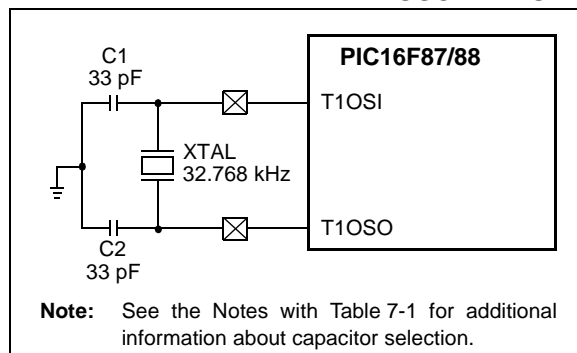 C1
33 pF
PIC16F87/88
T1OSI
XTAL
32.768 kHz
T1OSO
C2
33 pF
Note: See the Notes with Table 7-1 for additional
information about capacitor selection.